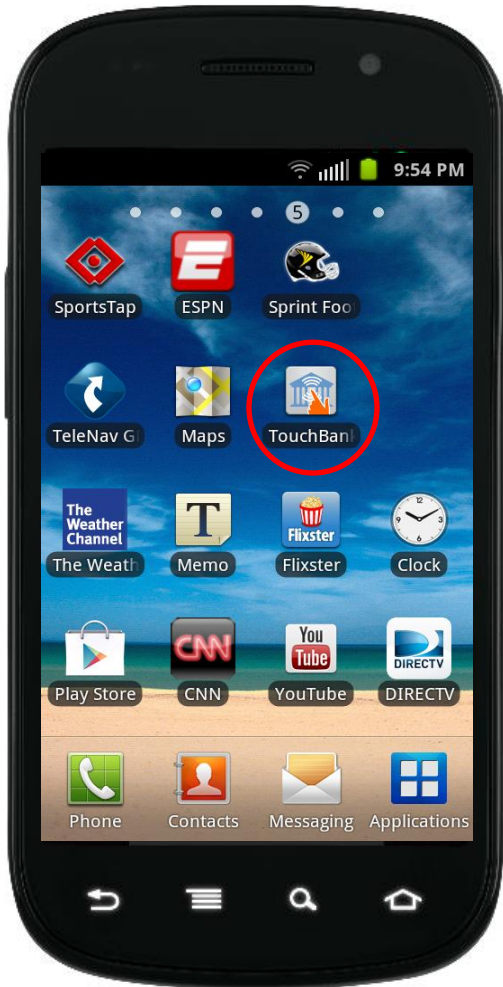 9:54 PM
5
SportsTap
ESPN
Sprint Foo
TeleNav G
Maps
TouchBank
The
Weather
Channel
T
Flixster
The Weath
Memo
Flixster
Clock
CNN
You
Tube
DIRECTV
Play Store
CNN
YouTube
DIRECTV
Phone
Contacts
Messaging
Applications